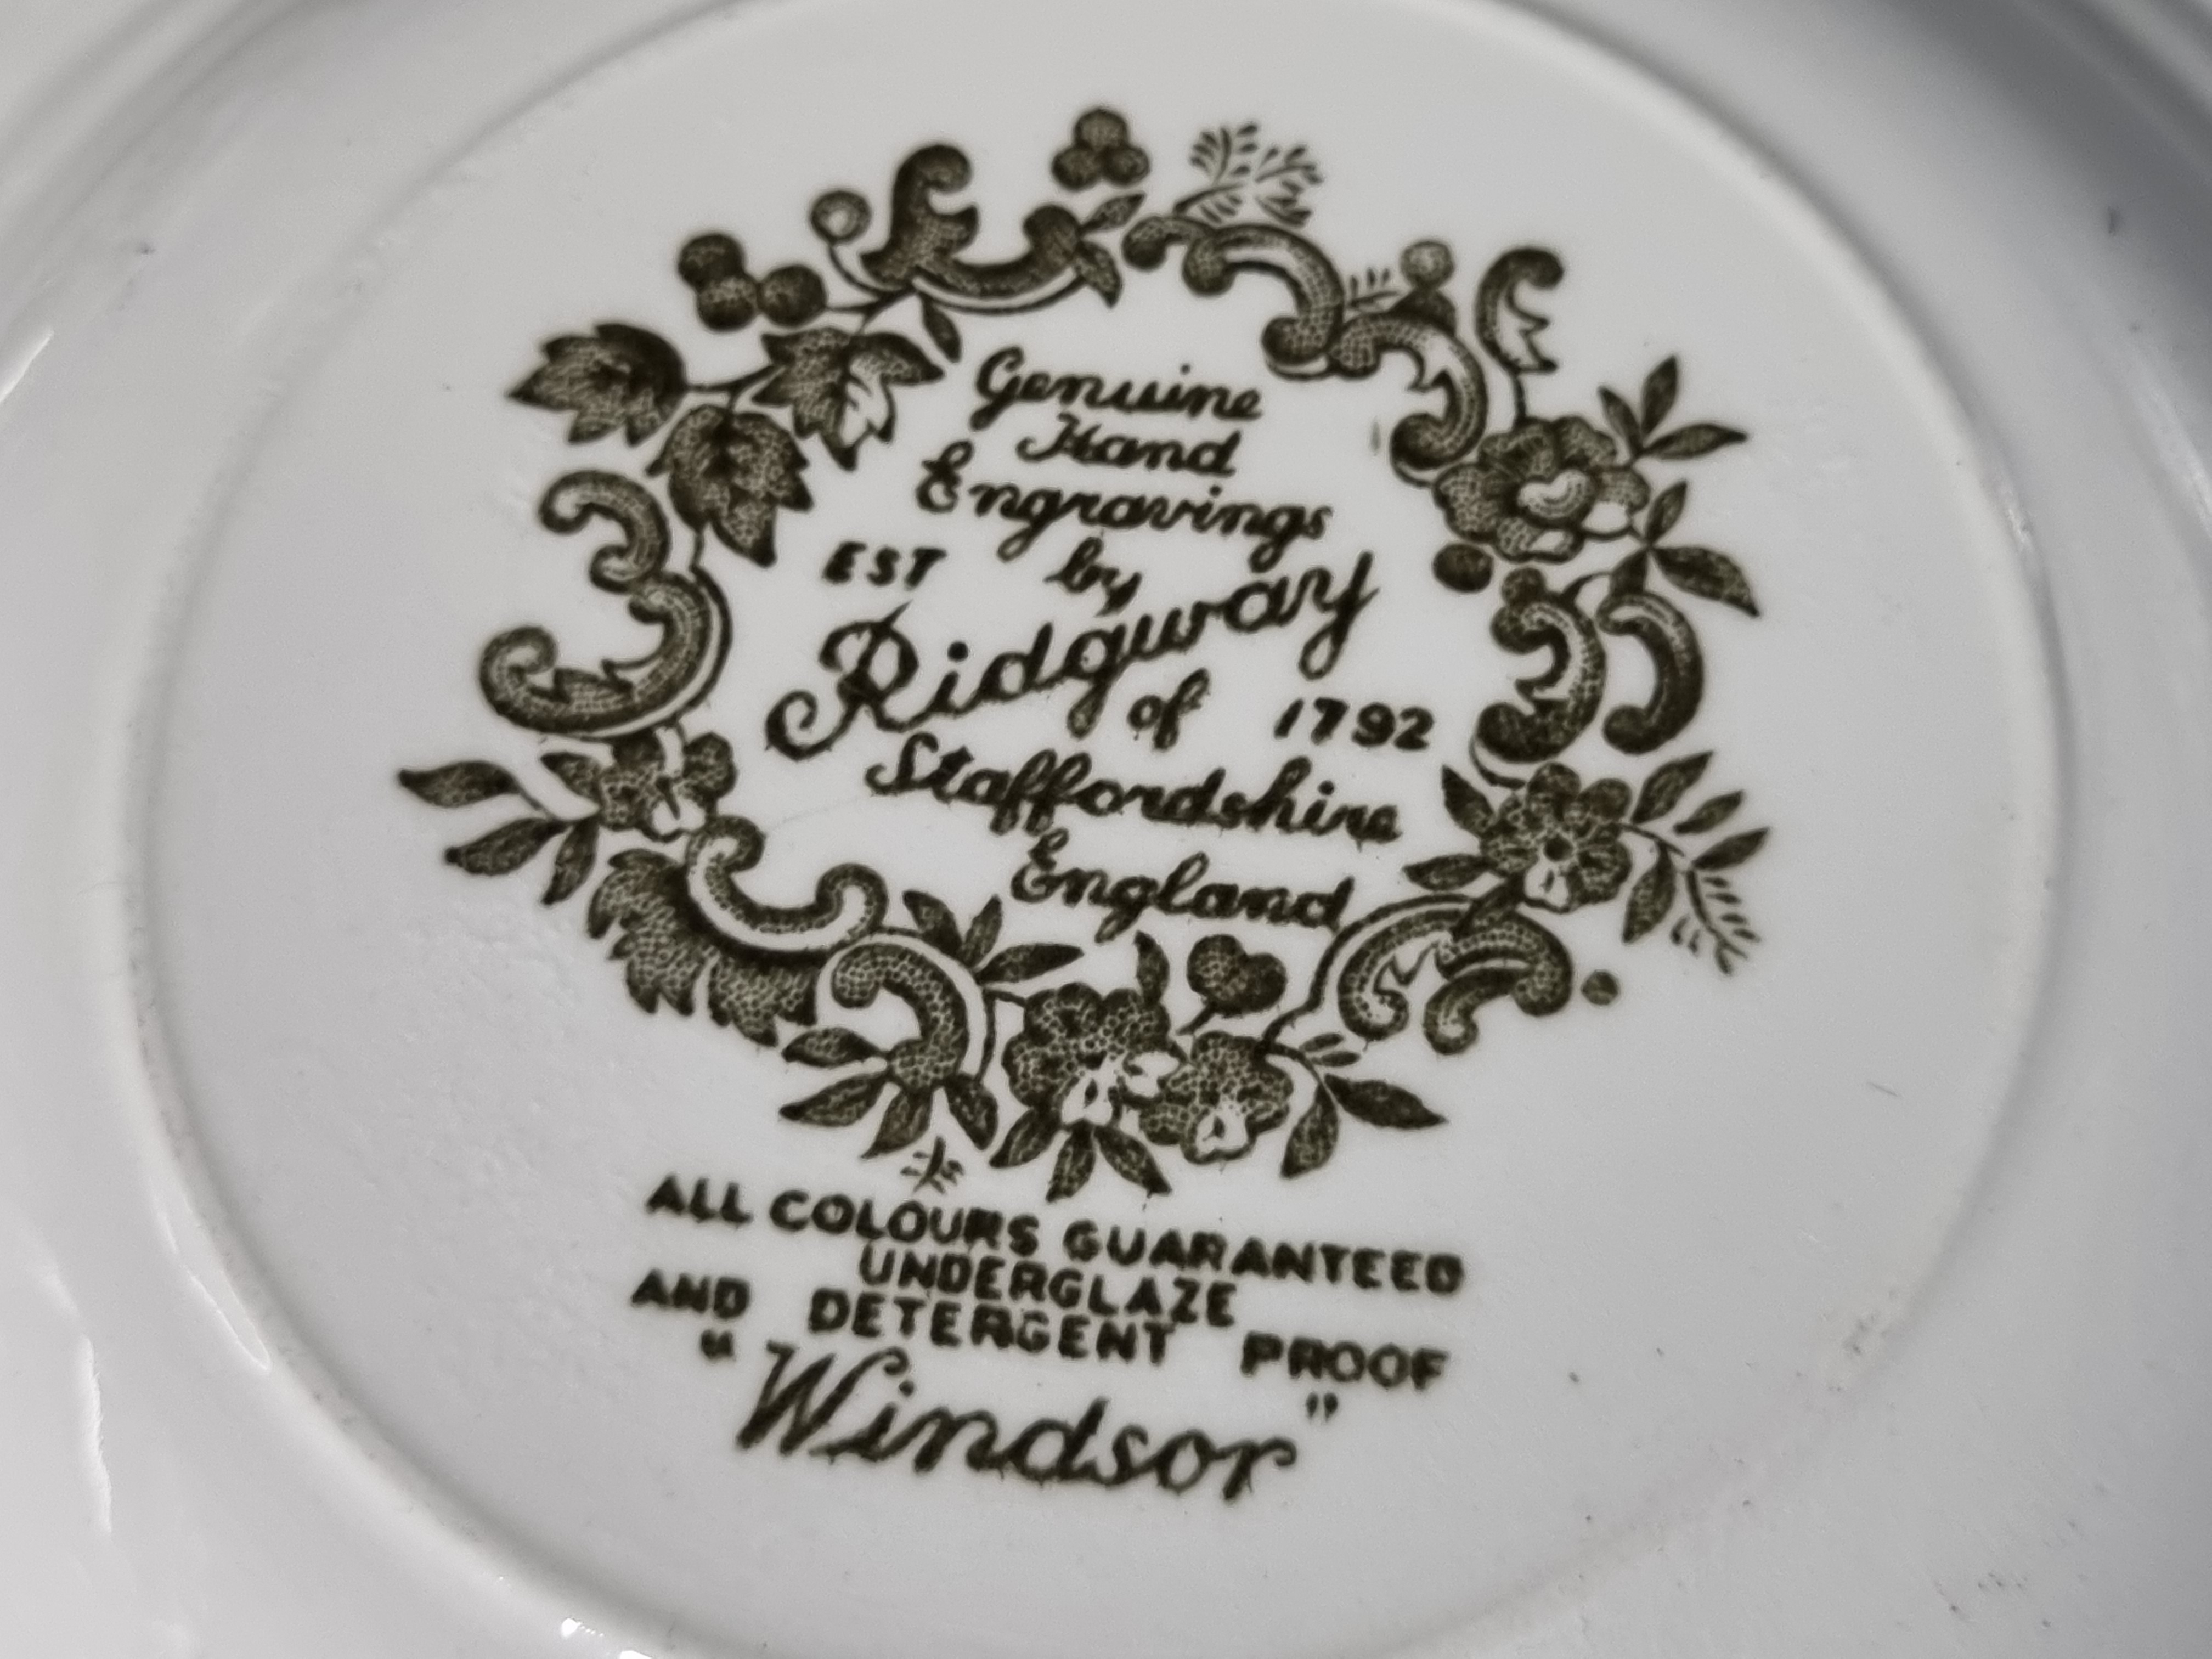 Genuine
Hand
Engravings
EST by
Ridgway
of 1792
Staffordshire
England
ALL COLOURS GUARANTEED
UNDERGLAZE
AND DETERGENT PROOF
"Windsor"